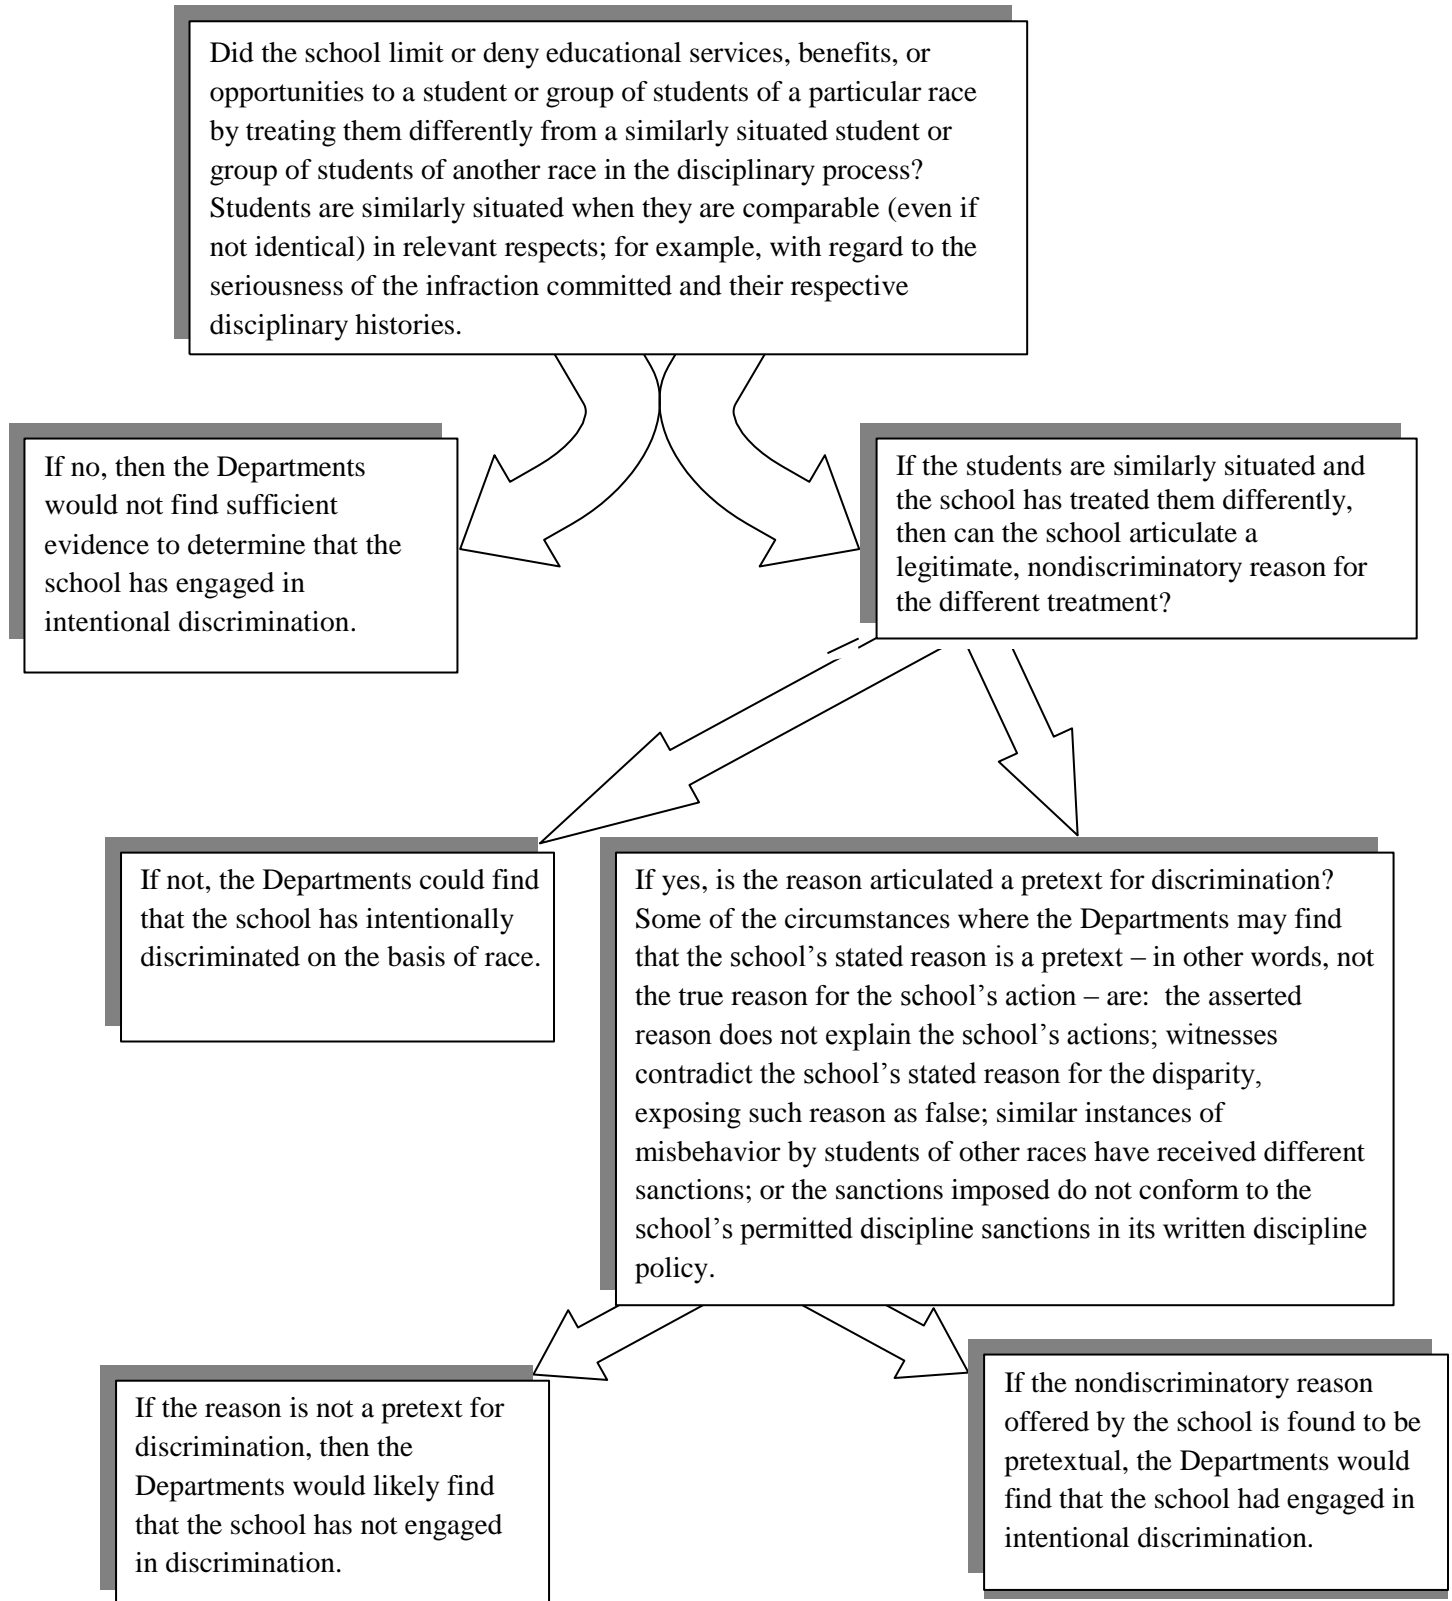 Did the school limit or deny educational services, benefits, or
opportunities to a student or group of students of a particular race
by treating them differently from a similarly situated student or
group of students of another race in the disciplinary process?
Students are similarly situated when they are comparable (even if
not identical) in relevant respects; for example, with regard to the
seriousness of the infraction committed and their respective
disciplinary histories.
If no, then the Departments
would not find sufficient
evidence to determine that the
school has engaged in
intentional discrimination.
If the students are similarly situated and
the school has treated them differently,
then can the school articulate a
legitimate, nondiscriminatory reason for
the different treatment?
If not, the Departments could find
that the school has intentionally
discriminated on the basis of race.
If yes, is the reason articulated a pretext for discrimination?
Some of the circumstances where the Departments may find
that the school’s stated reason is a pretext – in other words, not
the true reason for the school’s action – are:  the asserted
reason does not explain the school’s actions; witnesses
contradict the school’s stated reason for the disparity,
exposing such reason as false; similar instances of
misbehavior by students of other races have received different
sanctions; or the sanctions imposed do not conform to the
school’s permitted discipline sanctions in its written discipline
policy.
If the reason is not a pretext for
discrimination, then the
Departments would likely find
that the school has not engaged
in discrimination.
If the nondiscriminatory reason
offered by the school is found to be
pretextual, the Departments would
find that the school had engaged in
intentional discrimination.